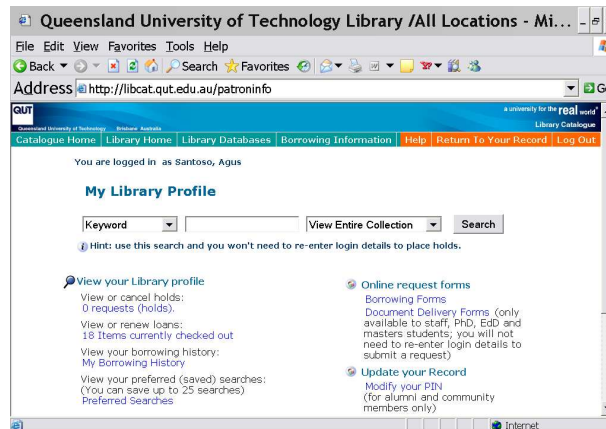 Queensland University of Technology Library /All Locations - Mi...
File Edit View Favorites Tools Help
Back Search Favorites
Address http://libcat.qut.edu.au/patroninfo G
QUT
a university for the real world
Queensland University of Technology Brisbane Australia
Library Catalogue
Catalogue Home Library Home Library Databases Borrowing Information Help Return To Your Record Log Out
You are logged in as Santoso, Agus
My Library Profile
Keyword View Entire Collection Search
i Hint: use this search and you won't need to re-enter login details to place holds.
View your Library profile
View or cancel holds:
0 requests (holds).
View or renew loans:
18 Items currently checked out
View your borrowing history:
My Borrowing History
View your preferred (saved) searches:
(You can save up to 25 searches)
Preferred Searches
Online request forms
Borrowing Forms
Document Delivery Forms (only
available to staff, PhD, EdD and
masters students; you will not
need to re-enter login details to
submit a request)
Update your Record
Modify your PIN
(for alumni and community
members only)
Internet